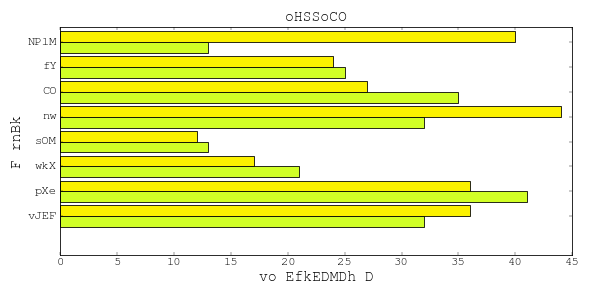 oHSSoCO
NPlM
fY
CO
nw
sOM
wkX
pXe
vJEF
F rnBk
0 5 10 15 20 25 30 35 40 45
vo EfkEDMDh D